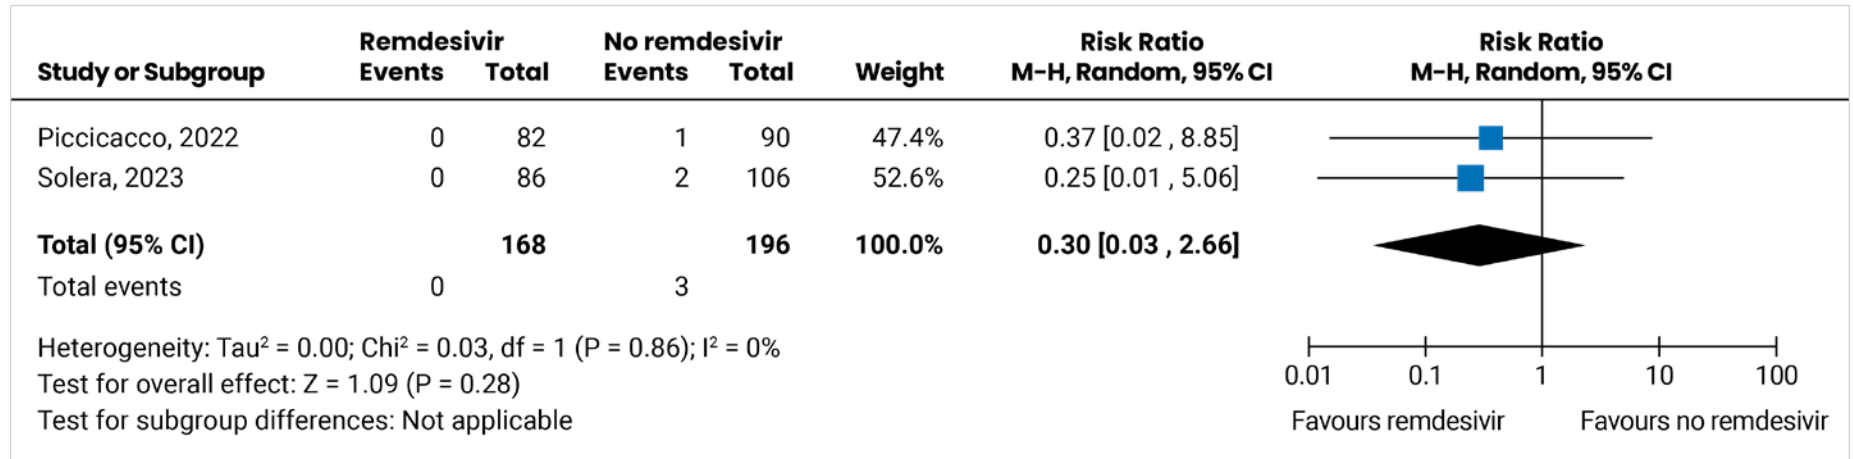 Remdesivir No remdesivir Risk Ratio Risk Ratio
Study or Subgroup Events Total Events Total Weight M-H, Random, 95% CI M-H, Random, 95% CI
Piccicacco, 2022 0 82 1 90 47.4% 0.37 [0.02 , 8.85]
Solera, 2023 0 86 2 106 52.6% 0.25 [0.01 , 5.06]
Total (95% CI) 168 196 100.0% 0.30 [0.03 , 2.66]
Total events 0 3
Heterogeneity: Tau² = 0.00; Chi² = 0.03, df = 1 (P = 0.86); I² = 0%
Test for overall effect: Z = 1.09 (P = 0.28)
Test for subgroup differences: Not applicable
0.01 0.1 1 10 100
Favours remdesivir Favours no remdesivir